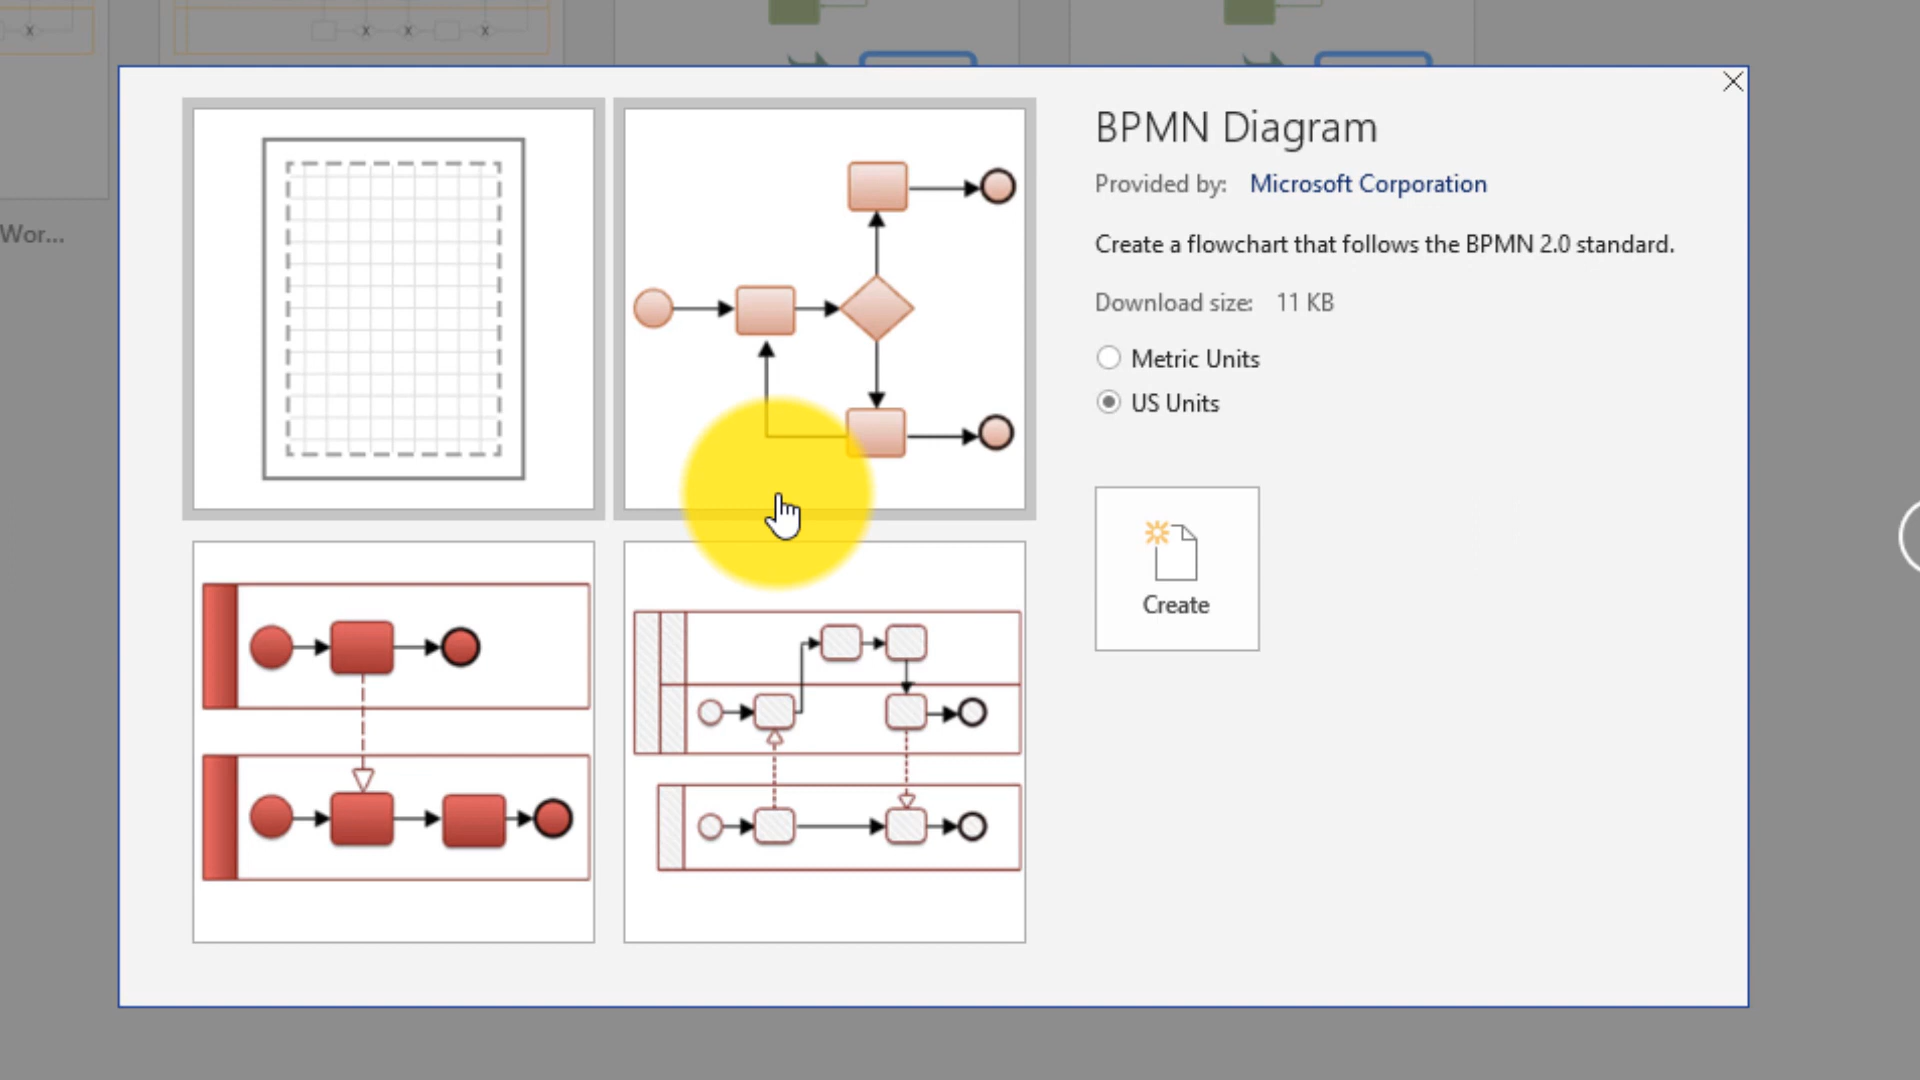 Wor...
BPMN Diagram
Provided by: Microsoft Corporation
Create a flowchart that follows the BPMN 2.0 standard.
Download size: 11 KB
Metric Units
US Units
Create